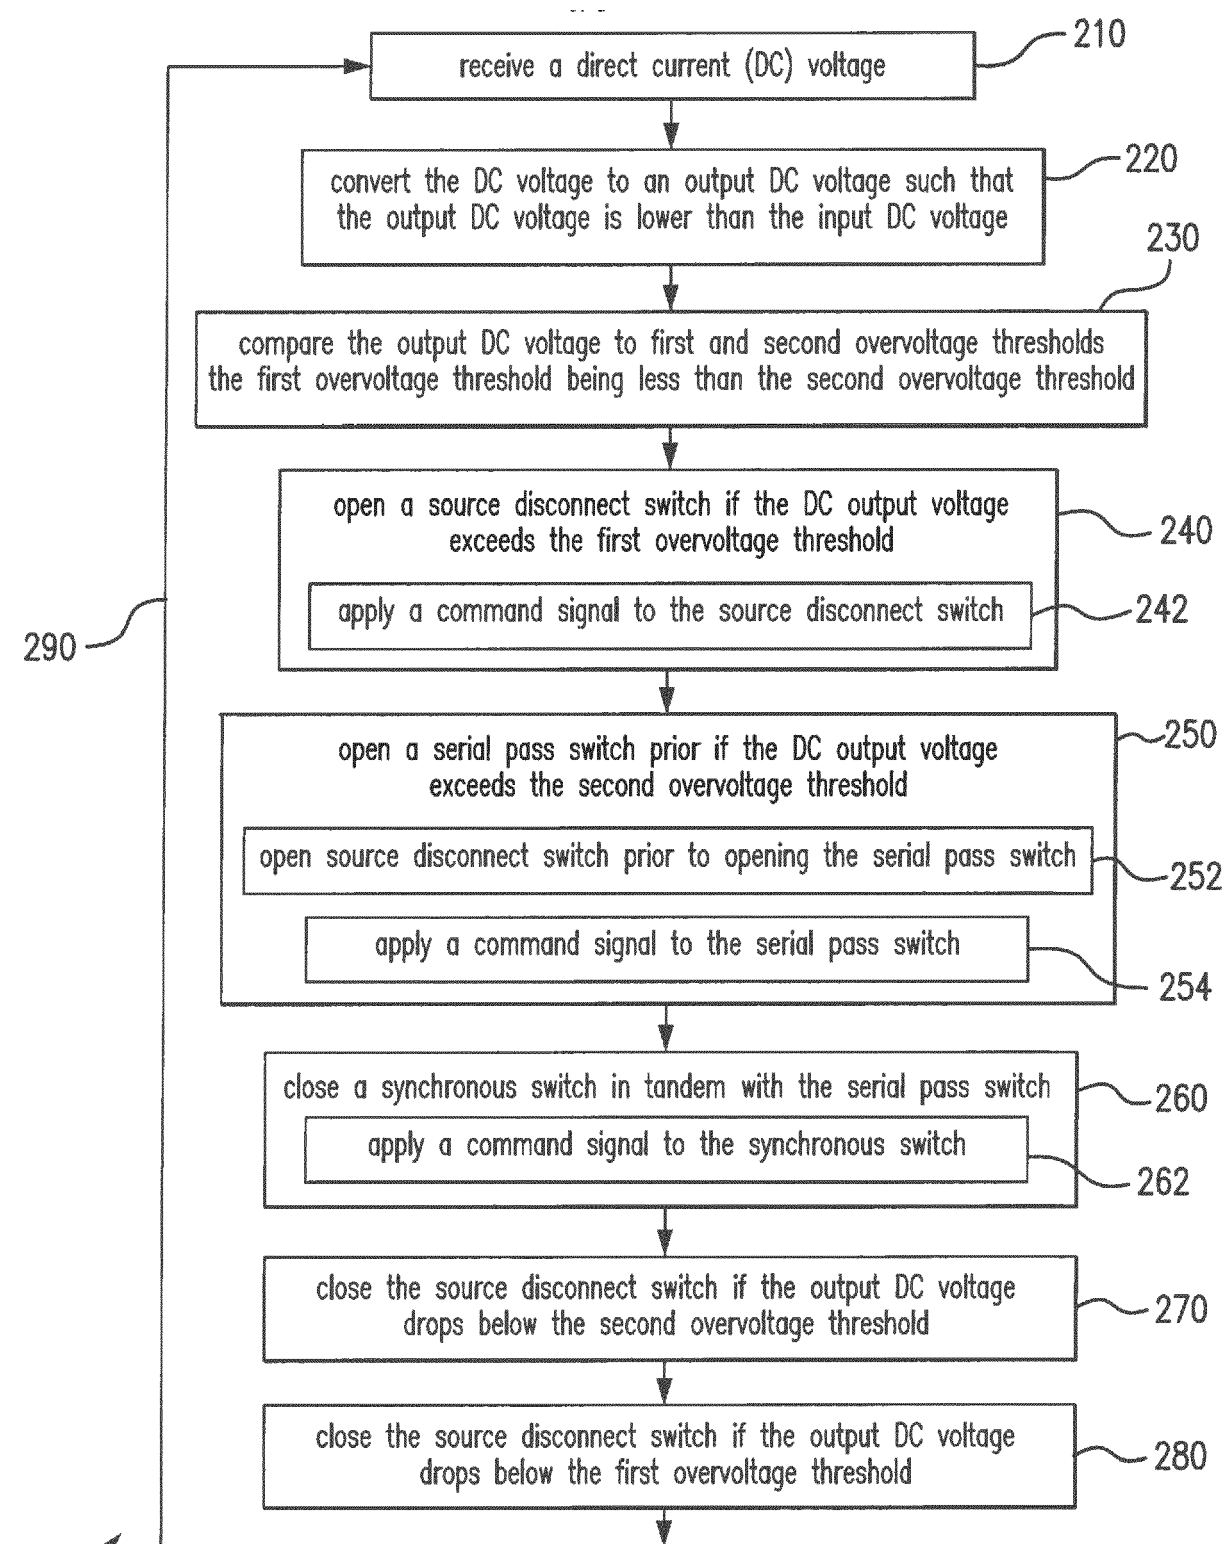 receive a direct current (DC) voltage
210
convert the DC voltage to an output DC voltage such that
the output DC voltage is lower than the input DC voltage
220
230
compare the output DC voltage to first and second overvoltage thresholds
the first overvoltage threshold being less than the second overvoltage threshold
open a source disconnect switch if the DC output voltage
exceeds the first overvoltage threshold
240
apply a command signal to the source disconnect switch
242
290
open a serial pass switch prior if the DC output voltage
exceeds the second overvoltage threshold
250
open source disconnect switch prior to opening the serial pass switch
252
apply a command signal to the serial pass switch
254
close a synchronous switch in tandem with the serial pass switch
260
apply a command signal to the synchronous switch
262
close the source disconnect switch if the output DC voltage
drops below the second overvoltage threshold
270
close the source disconnect switch if the output DC voltage
drops below the first overvoltage threshold
280